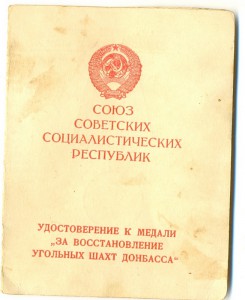 СОЮЗ
СОВЕТСКИХ
СОЦИАЛИСТИЧЕСКИХ
РЕСПУБЛИК
УДОСТОВЕРЕНИЕ К МЕДАЛИ
„ЗА ВОССТАНОВЛЕНИЕ
УГОЛЬНЫХ ШАХТ ДОНБАССА"